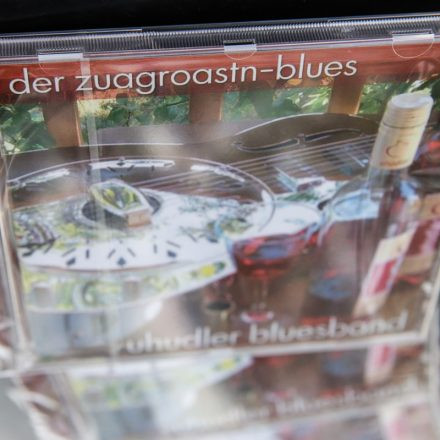 der zuagroastn-blues
uhudler bluesband